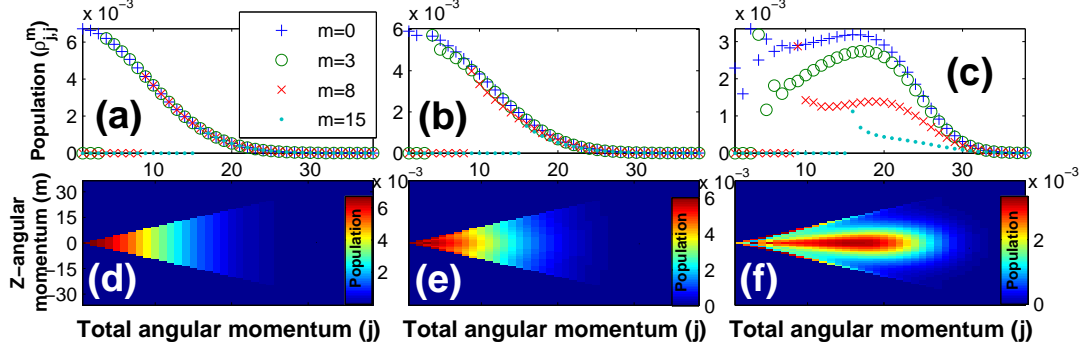 x 10⁻³
x 10⁻³
x 10⁻³
Population (ρᵐⱼ,ⱼ)
6
4
2
0
6
4
2
0
3
2
1
0
m=0
m=3
m=8
m=15
(a)
(b)
(c)
10 20 30
10 20 30
10 20 30
x 10⁻³
x 10⁻³
x 10⁻³
Z−angular
momentum (m)
30
15
0
−15
−30
Population
6
4
2
Population
6
4
2
0
Population
2
0
(d)
(e)
(f)
Total angular momentum (j)
Total angular momentum (j)
Total angular momentum (j)